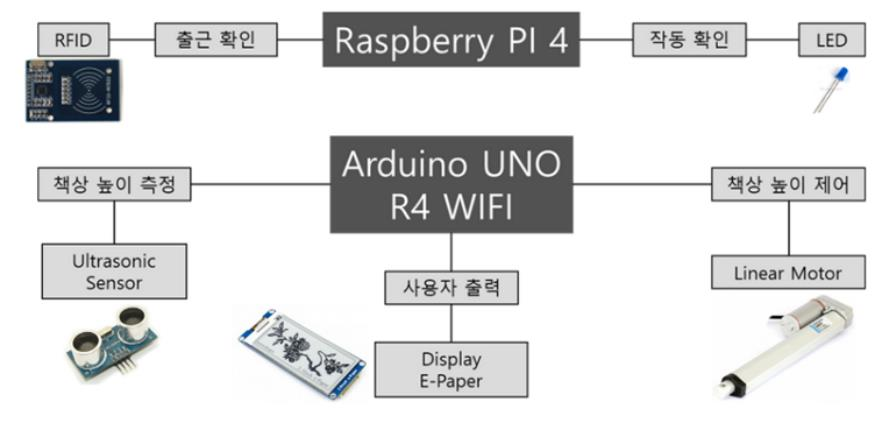 RFID
출근 확인
Raspberry PI 4
작동 확인
LED
책상 높이 측정
Arduino UNO
R4 WIFI
책상 높이 제어
Ultrasonic
Sensor
사용자 출력
Linear Motor
Display
E-Paper